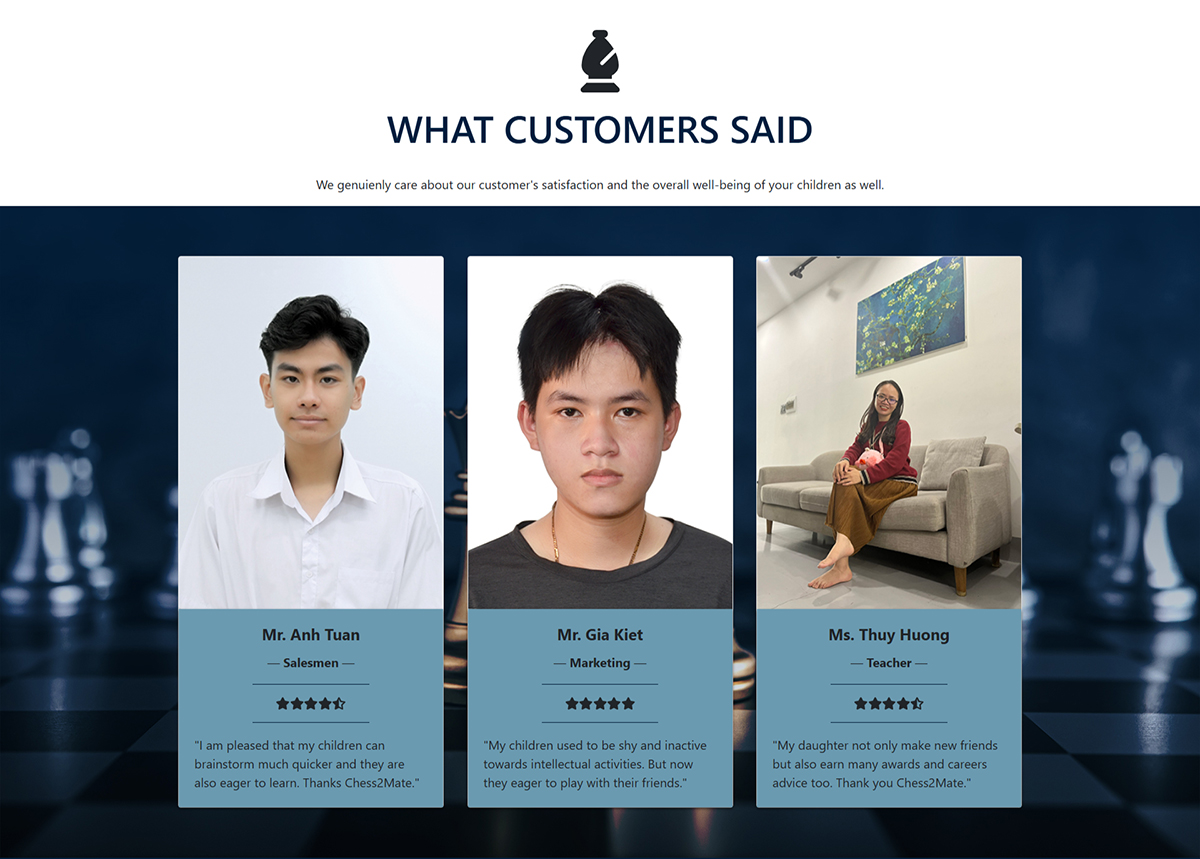 WHAT CUSTOMERS SAID
We genuienly care about our customer's satisfaction and the overall well-being of your children as well.
Mr. Anh Tuan
— Salesmen —
"I am pleased that my children can
brainstorm much quicker and they are
also eager to learn. Thanks Chess2Mate."
Mr. Gia Kiet
— Marketing —
"My children used to be shy and inactive
towards intellectual activities. But now
they eager to play with their friends."
Ms. Thuy Huong
— Teacher —
"My daughter not only make new friends
but also earn many awards and careers
advice too. Thank you Chess2Mate."